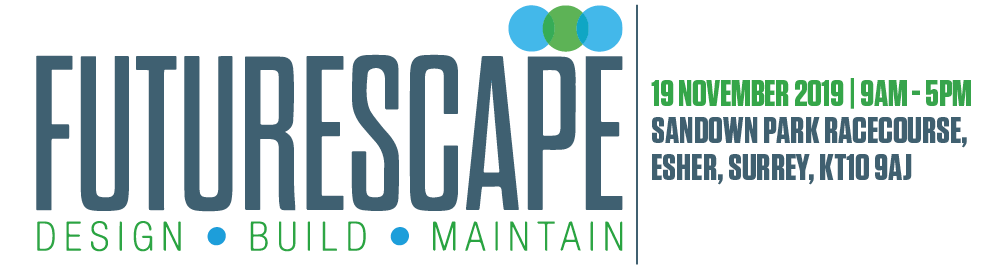 FUTURESCAPE
DESIGN • BUILD • MAINTAIN
19 NOVEMBER 2019 | 9AM - 5PM
SANDOWN PARK RACECOURSE,
ESHER, SURREY, KT10 9AJ